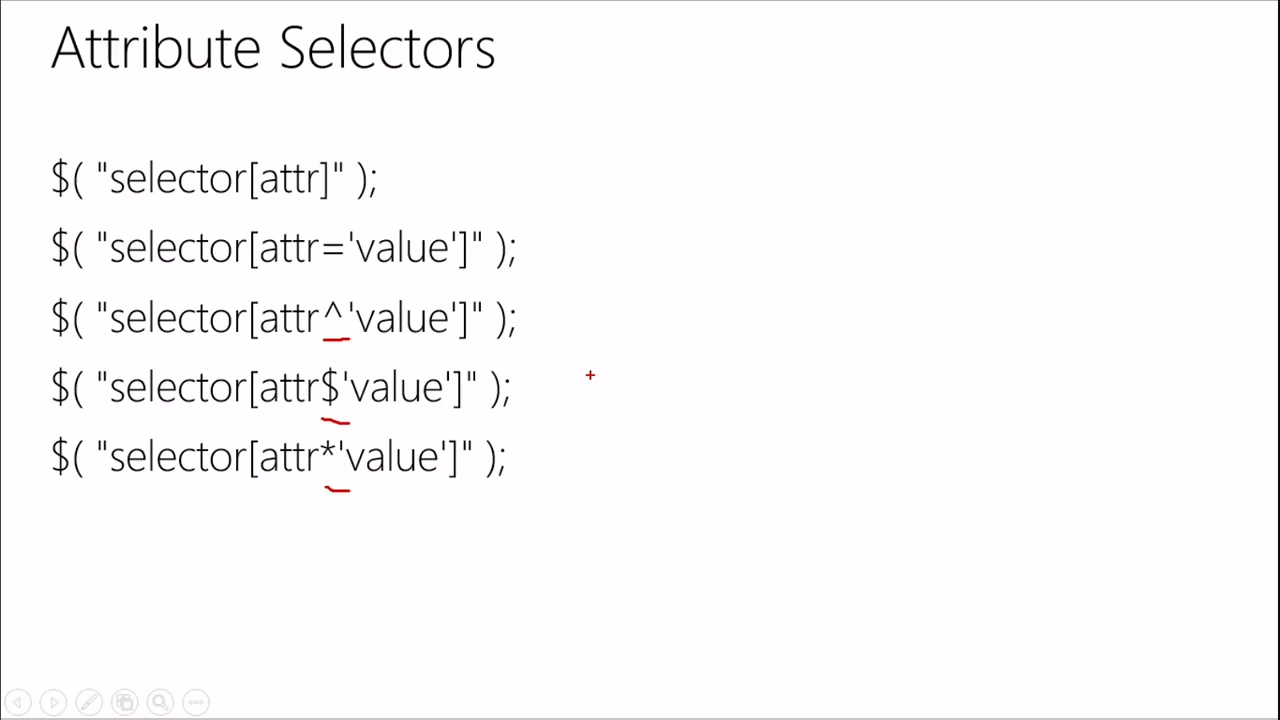 Attribute Selectors
$( "selector[attr]" );
$( "selector[attr='value']" );
$( "selector[attr^'value']" );
$( "selector[attr$'value']" );
$( "selector[attr*'value']" );